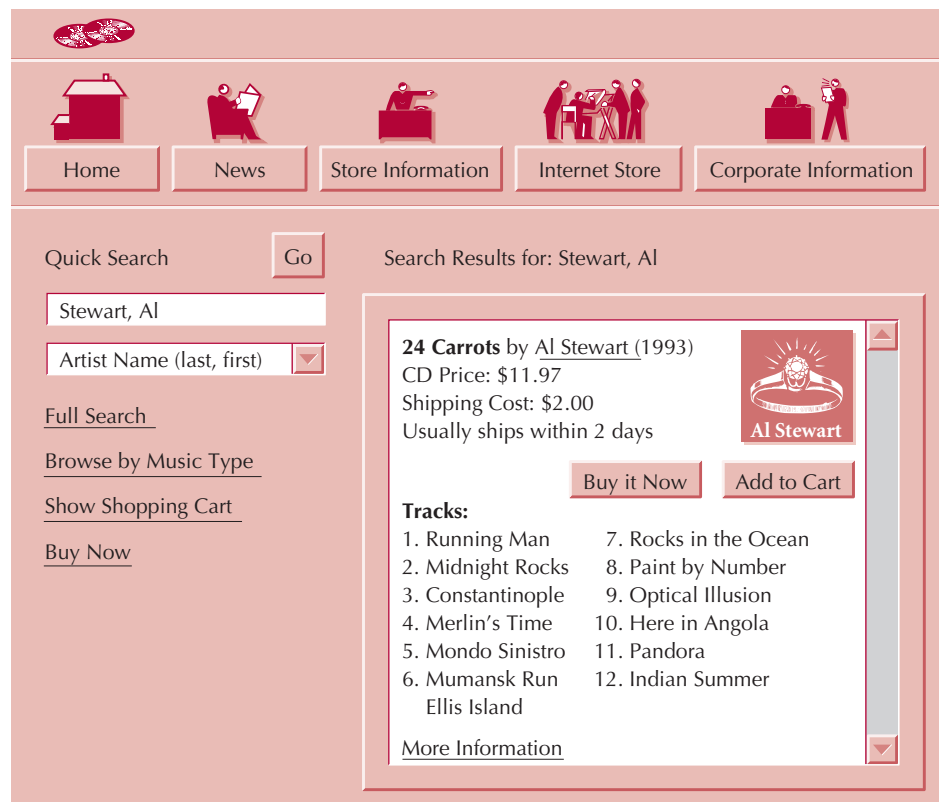 Home
News
Store Information
Internet Store
Corporate Information
Quick Search
Go
Stewart, Al
Artist Name (last, first)
Full Search
Browse by Music Type
Show Shopping Cart
Buy Now
Search Results for: Stewart, Al
24 Carrots by Al Stewart (1993)
CD Price: $11.97
Shipping Cost: $2.00
Usually ships within 2 days
Al Stewart
Buy it Now
Add to Cart
Tracks:
1. Running Man
2. Midnight Rocks
3. Constantinople
4. Merlin’s Time
5. Mondo Sinistro
6. Mumansk Run
Ellis Island
7. Rocks in the Ocean
8. Paint by Number
9. Optical Illusion
10. Here in Angola
11. Pandora
12. Indian Summer
More Information